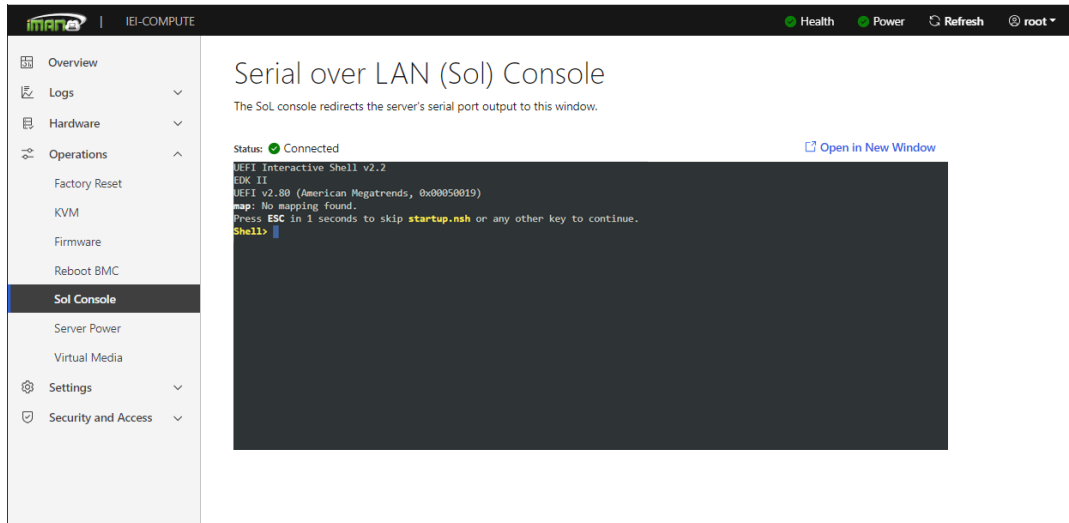 iMAN
IEI-COMPUTE
Health
Power
Refresh
root
Overview
Logs
Hardware
Operations
Factory Reset
KVM
Firmware
Reboot BMC
Sol Console
Server Power
Virtual Media
Settings
Security and Access
Serial over LAN (Sol) Console
The SoL console redirects the server's serial port output to this window.
Status: Connected
Open in New Window
UEFI Interactive Shell v2.2
EDK II
UEFI v2.80 (American Megatrends, 0x00050019)
map: No mapping found.
Press ESC in 1 seconds to skip startup.nsh or any other key to continue.
Shell>